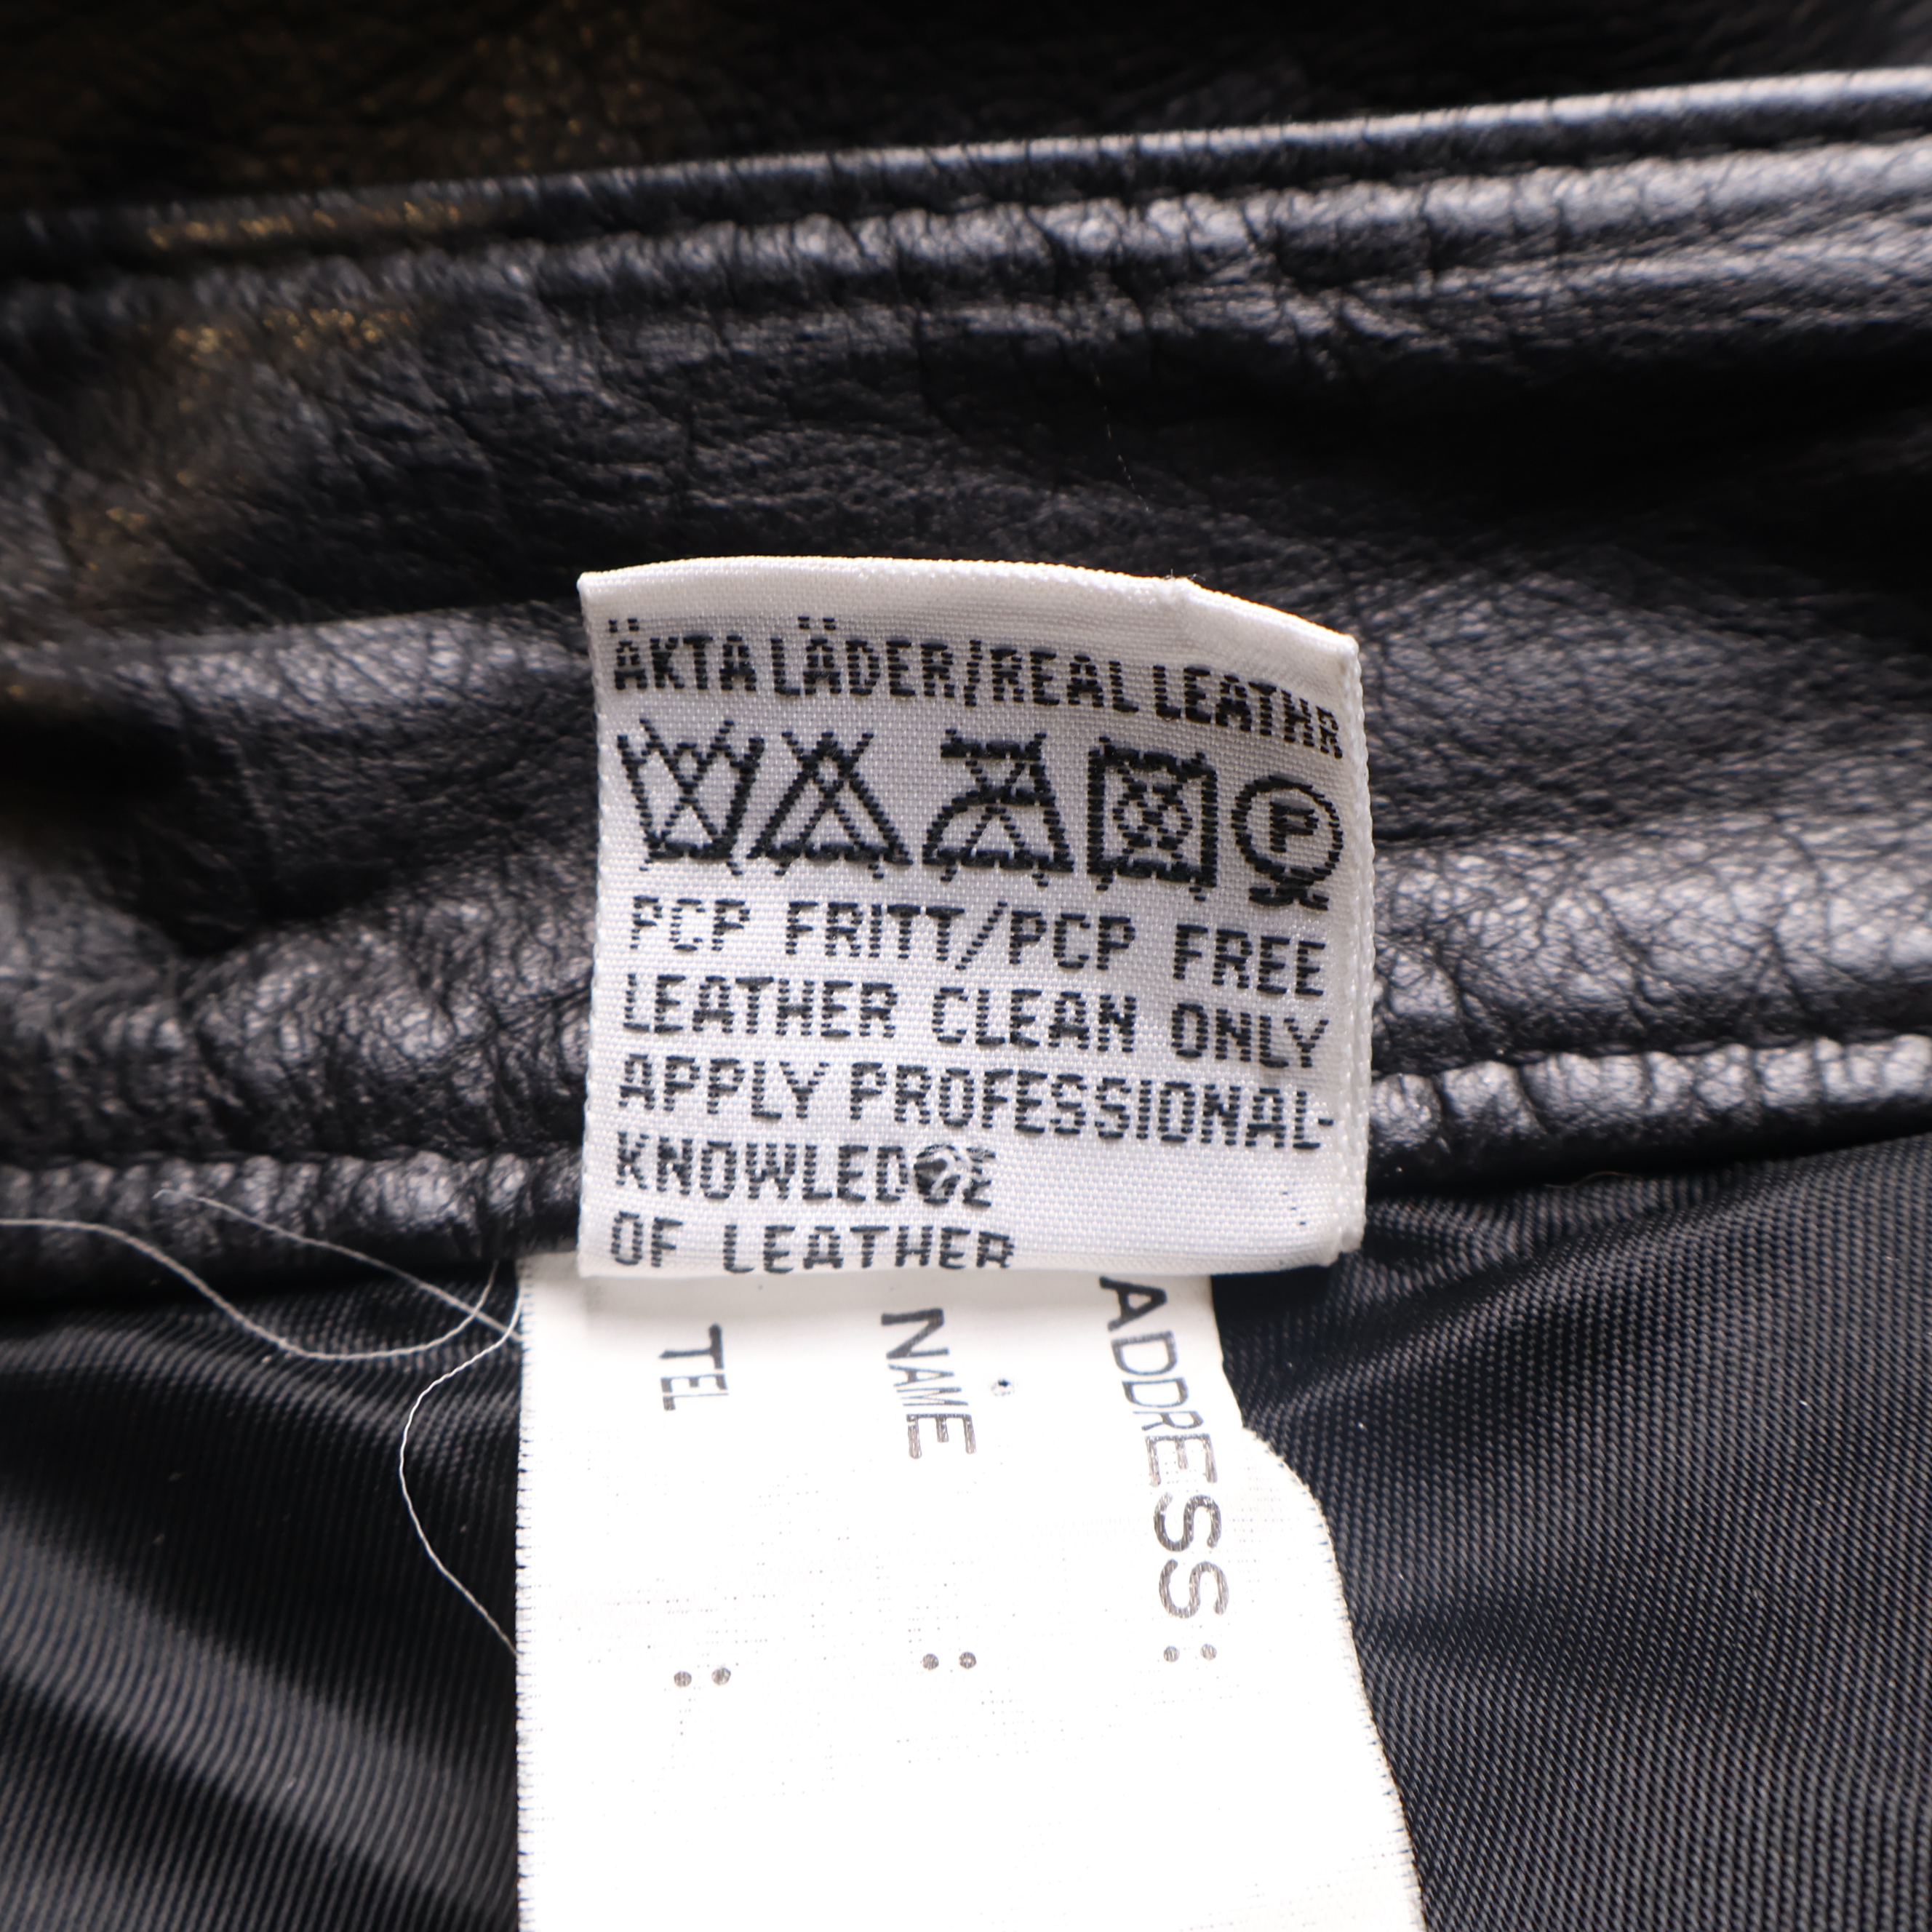 ÄKTA LÄDER/REAL LEATHR
P
PCP FRITT/PCP FREE
LEATHER CLEAN ONLY
APPLY PROFESSIONAL-
KNOWLEDGE
OF LEATHER
ADDRESS:
NAME :
TEL :